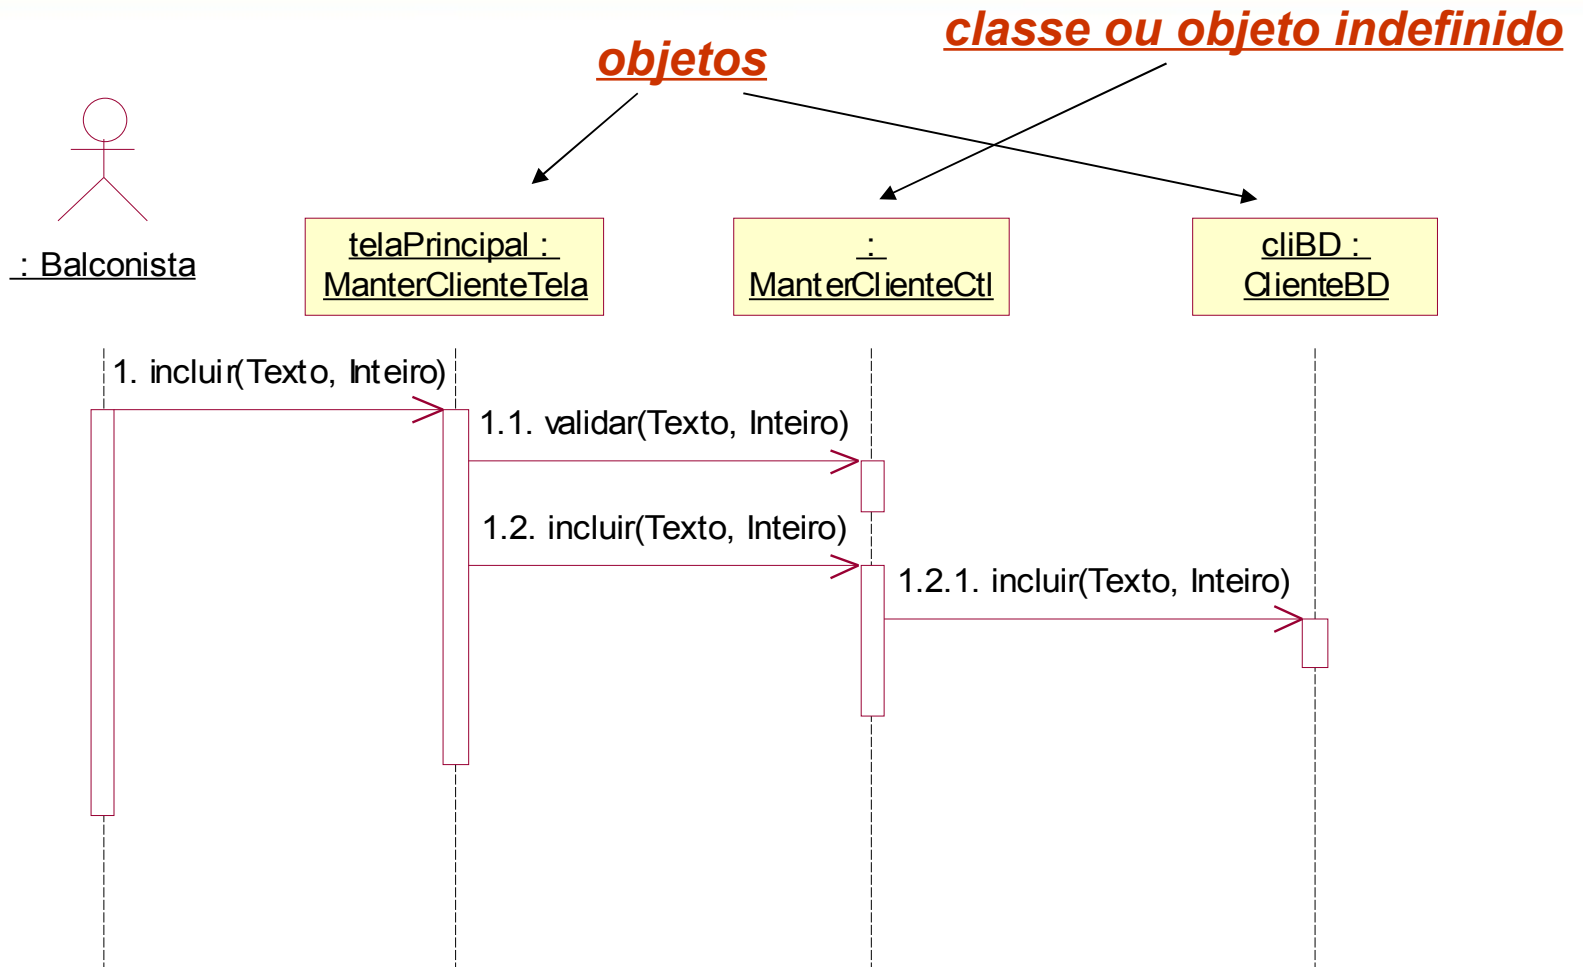 classe ou objeto indefinido
objetos
: Balconista
telaPrincipal :
ManterClienteTela
:
ManterClienteCtl
cliBD :
ClienteBD
1. incluir(Texto, Inteiro)
1.1. validar(Texto, Inteiro)
1.2. incluir(Texto, Inteiro)
1.2.1. incluir(Texto, Inteiro)